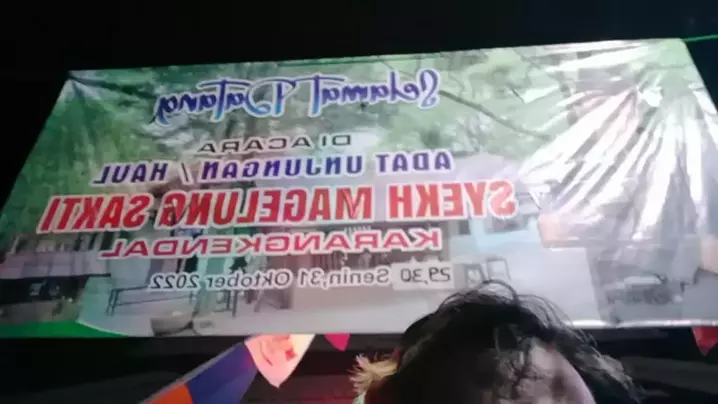 Selamat Datang
DI ACARA
ADAT UNJUNGAN / HAUL
SYEKH MAGELUNG SAKTI
KARANGKENDAL
29,30 Senin,31 Oktober 2022